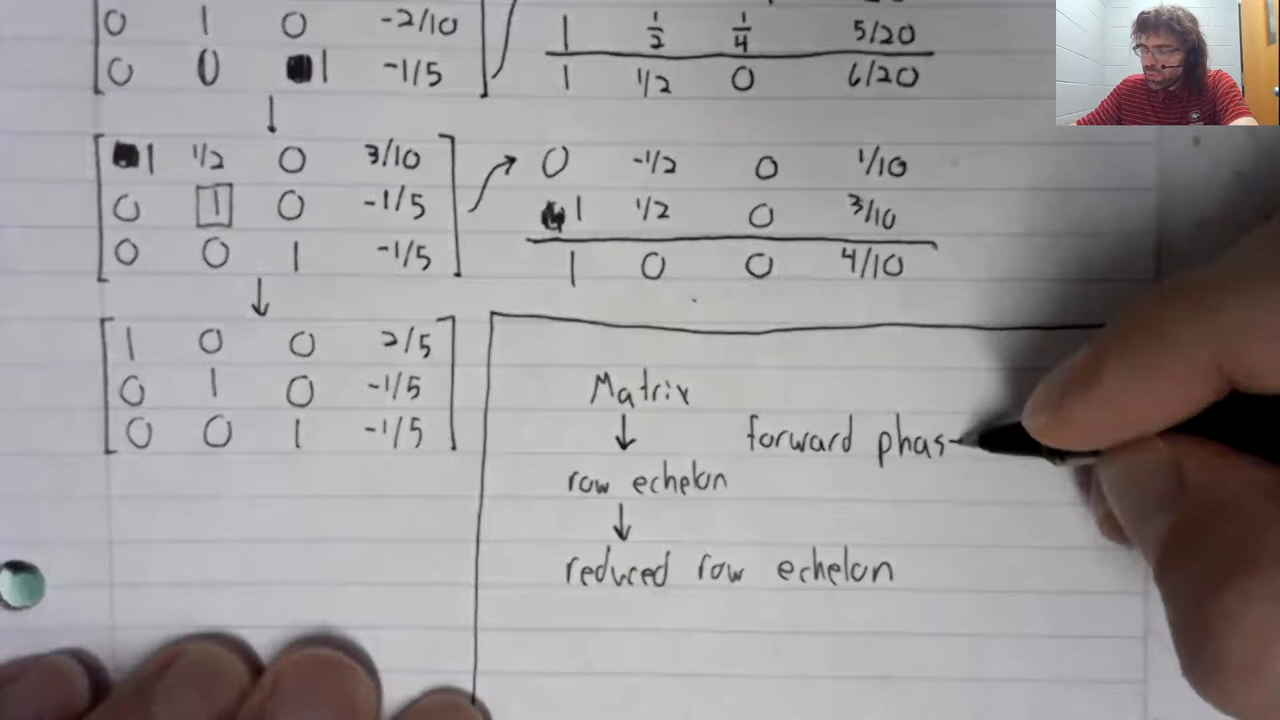 0 1 0 -2/10
0 0 1 -1/5
1 1/2 1/4 5/20
1 1/2 0 6/20
1 1/2 0 3/10
0 1 0 -1/5
0 0 1 -1/5
0 -1/2 0 1/10
1 1/2 0 3/10
1 0 0 4/10
1 0 0 2/5
0 1 0 -1/5
0 0 1 -1/5
Matrix
↓ forward phas
row echelon
↓
reduced row echelon